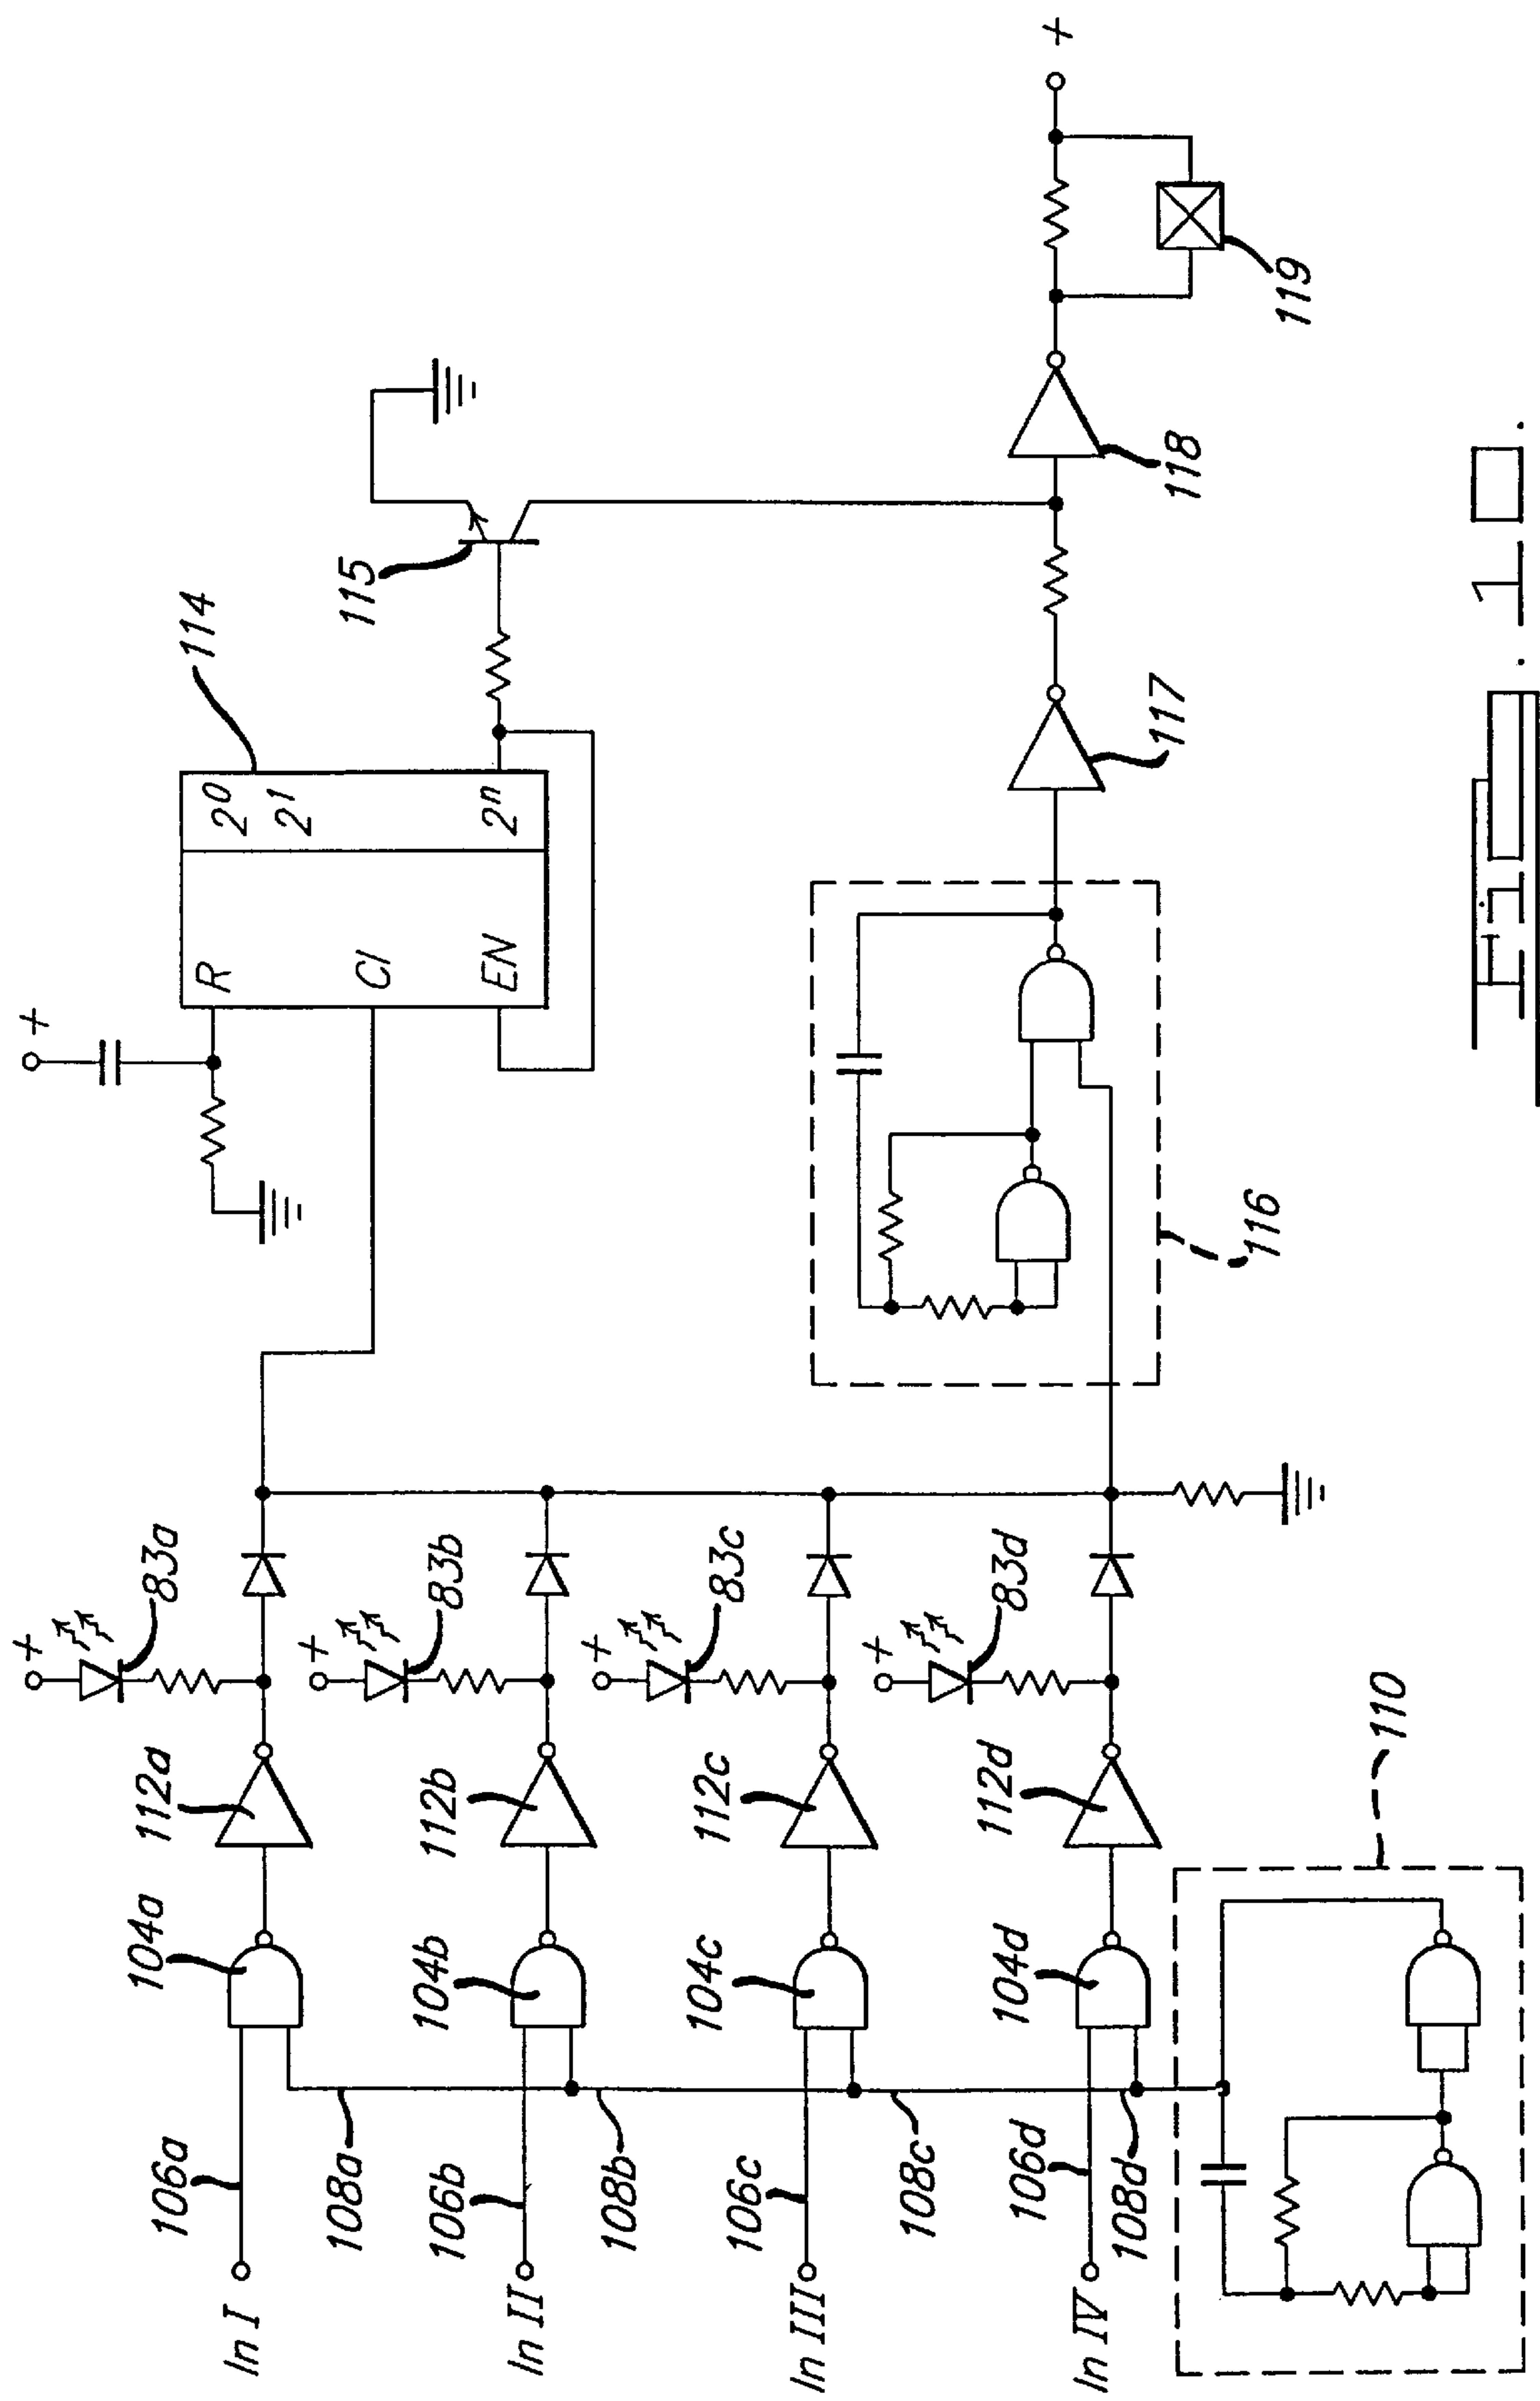 In I
106a
108a
104a
112a
+
83a
In II
106b
108b
104b
112b
+
83b
In III
106c
108c
104c
112c
+
83c
In IV
106d
108d
104d
112d
+
83d
110
+
R
Cl
EN
2⁰
2¹
2ⁿ
114
115
116
117
118
119
+
Fig. 10.